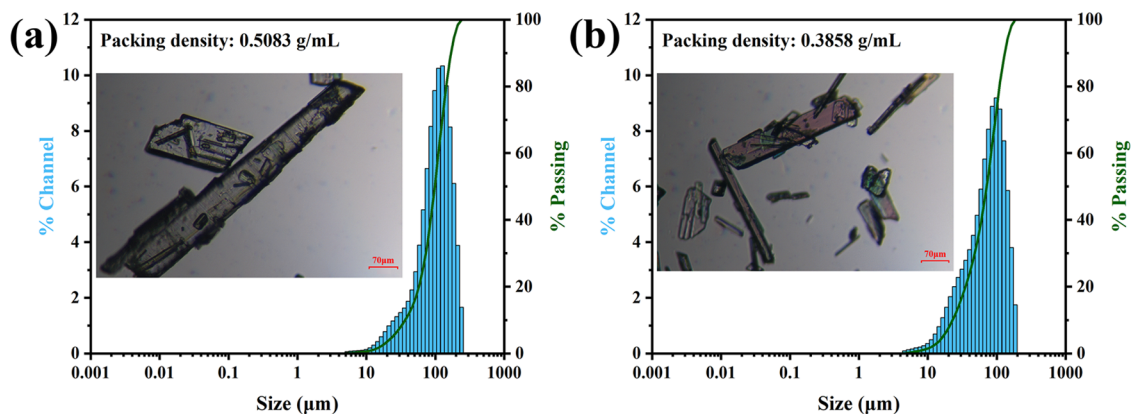 (a)
Packing density: 0.5083 g/mL
% Channel
12
10
8
6
4
2
0
70μm
100
80
60
40
20
0
% Passing
0.001 0.01 0.1 1 10 100 1000
Size (μm)
(b)
Packing density: 0.3858 g/mL
% Channel
12
10
8
6
4
2
0
70μm
100
80
60
40
20
0
% Passing
0.001 0.01 0.1 1 10 100 1000
Size (μm)